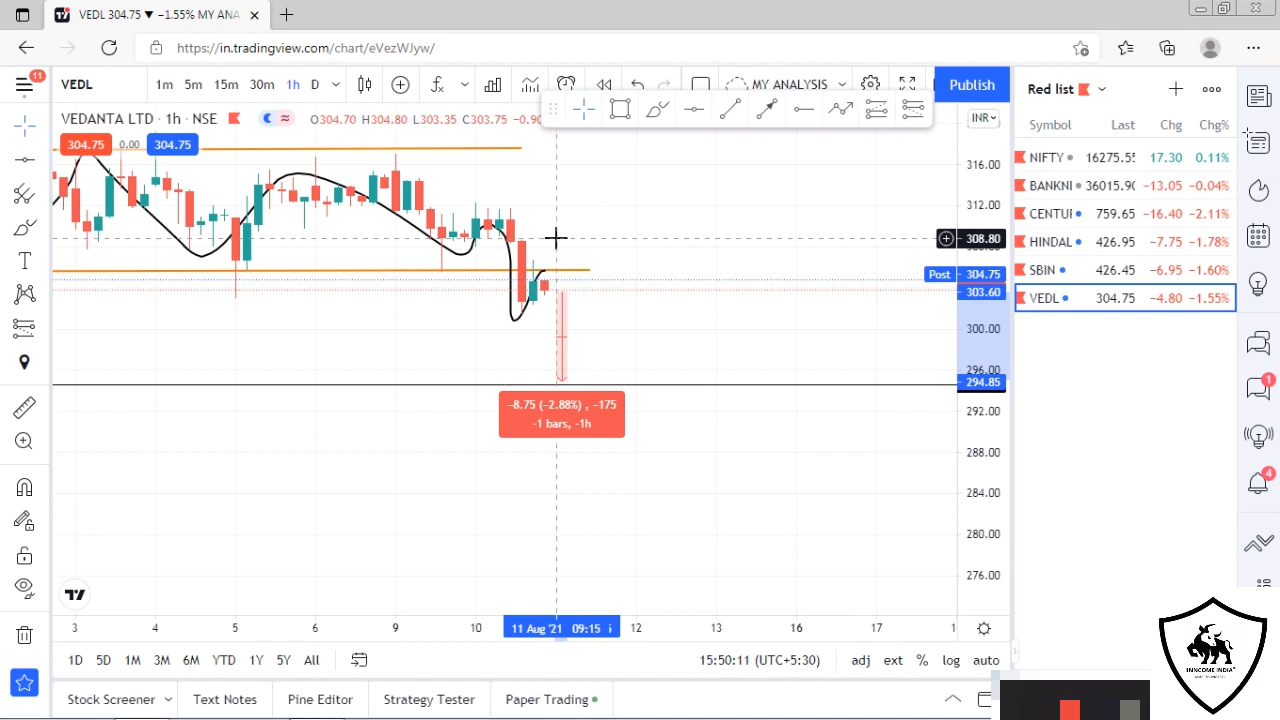 VEDL 304.75 ▼ −1.55% MY ANA
https://in.tradingview.com/chart/eVezWJyw/
11
VEDL
1m 5m 15m 30m 1h D
MY ANALYSIS
Publish
VEDANTA LTD · 1h · NSE
O304.70 H304.80 L303.35 C303.75 −0.90
INR
304.75 0.00 304.75
316.00
312.00
308.80
Post 304.75
303.60
300.00
296.00
294.85
292.00
288.00
284.00
280.00
276.00
−8.75 (−2.88%) , −175
-1 bars, -1h
3 4 5 6 9 10 11 Aug '21 09:15 12 13 16 17
1D 5D 1M 3M 6M YTD 1Y 5Y All
15:50:11 (UTC+5:30)
adj ext % log auto
Stock Screener Text Notes Pine Editor Strategy Tester Paper Trading
Red list
Symbol Last Chg Chg%
NIFTY 16275.55 17.30 0.11%
BANKNI 36015.90 −13.05 −0.04%
CENTUI 759.65 −16.40 −2.11%
HINDAL 426.95 −7.75 −1.78%
SBIN 426.45 −6.95 −1.60%
VEDL 304.75 −4.80 −1.55%
1
4
INNCOME INDIA